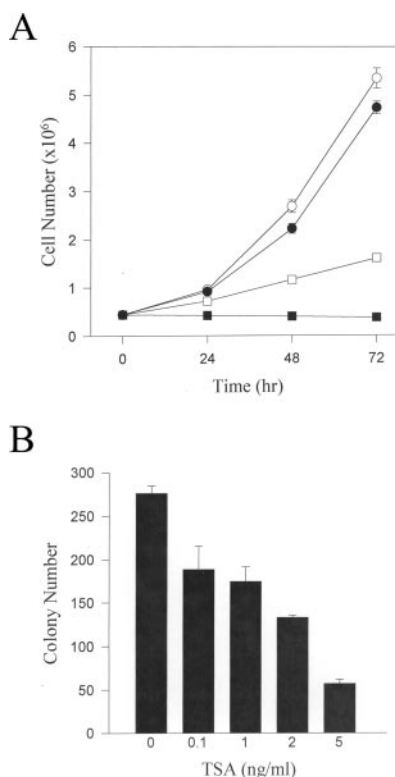 A
6
5
4
3
2
1
0
Cell Number (x10⁶)
0 24 48 72
Time (hr)
B
300
250
200
150
100
50
0
Colony Number
0 0.1 1 2 5
TSA (ng/ml)